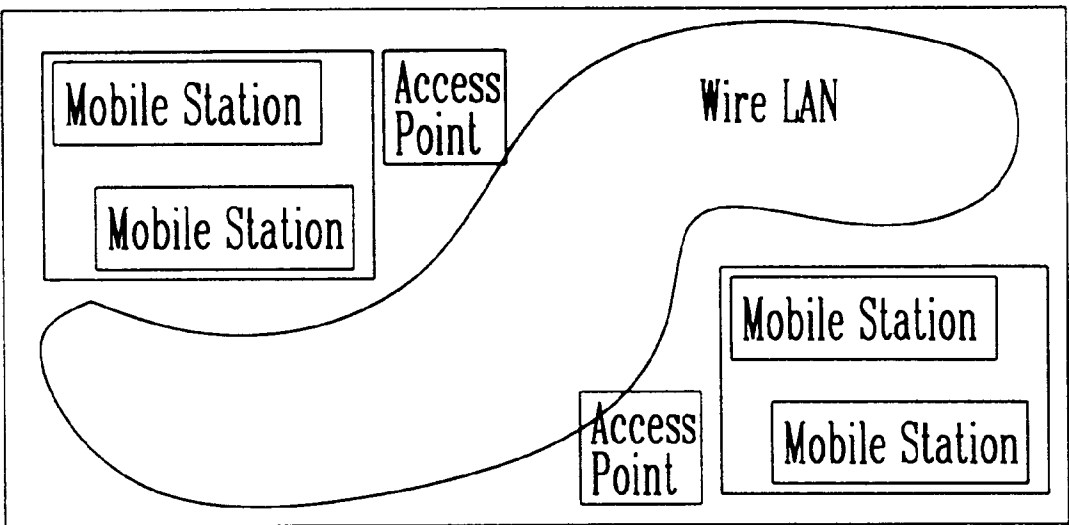 Mobile Station
Access
Point
Mobile Station
Wire LAN
Mobile Station
Access
Point
Mobile Station